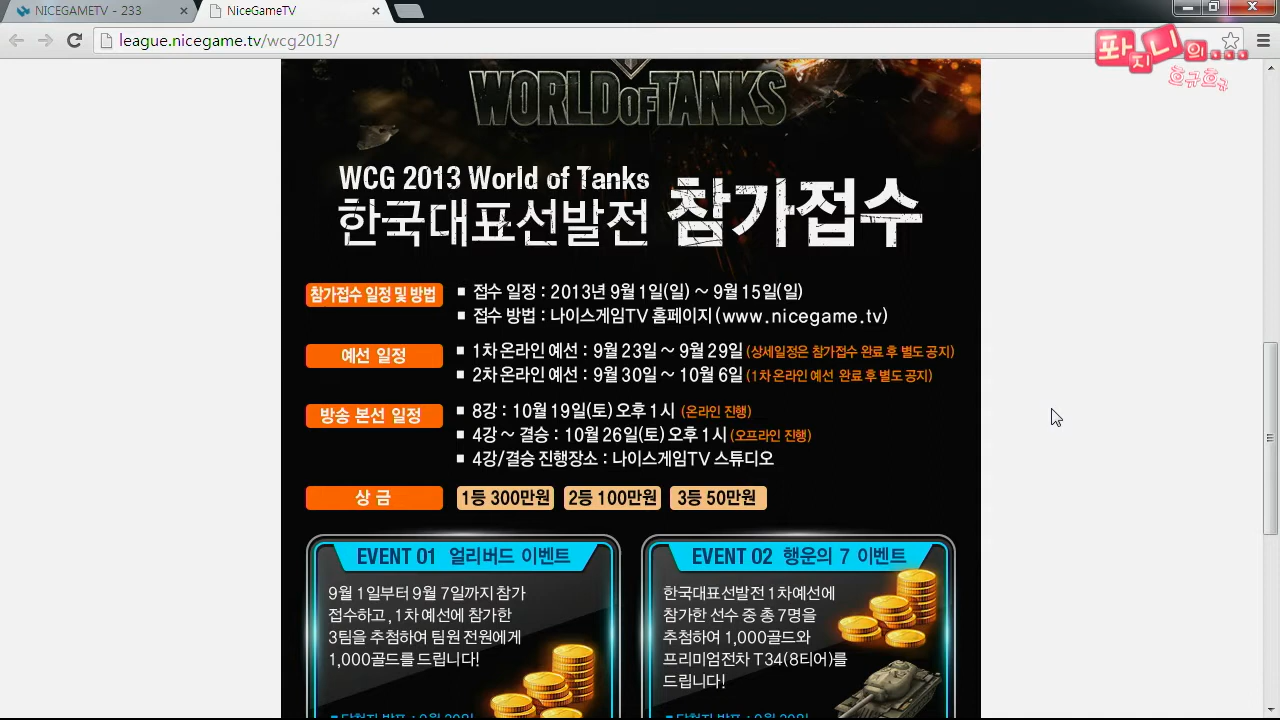 NICEGAMETV - 233
NiceGameTV
league.nicegame.tv/wcg2013/
퐈지니의...
흐규흐규
WORLD OF TANKS
WCG 2013 World of Tanks
한국대표선발전 참가접수
참가접수 일정 및 방법
■ 접수 일정 : 2013년 9월 1일(일) ~ 9월 15일(일)
■ 접수 방법 : 나이스게임TV 홈페이지 (www.nicegame.tv)
예선 일정
■ 1차 온라인 예선 : 9월 23일 ~ 9월 29일 (상세일정은 참가접수 완료 후 별도 공지)
■ 2차 온라인 예선 : 9월 30일 ~ 10월 6일 (1차 온라인 예선 완료 후 별도 공지)
방송 본선 일정
■ 8강 : 10월 19일(토) 오후 1시 (온라인 진행)
■ 4강 ~ 결승 : 10월 26일(토) 오후 1시 (오프라인 진행)
■ 4강/결승 진행장소 : 나이스게임TV 스튜디오
상 금
1등 300만원 2등 100만원 3등 50만원
EVENT 01 얼리버드 이벤트
9월 1일부터 9월 7일까지 참가
접수하고, 1차 예선에 참가한
3팀을 추첨하여 팀원 전원에게
1,000골드를 드립니다!
EVENT 02 행운의 7 이벤트
한국대표선발전 1차예선에
참가한 선수 중 총 7명을
추첨하여 1,000골드와
프리미엄전차 T34(8티어)를
드립니다!